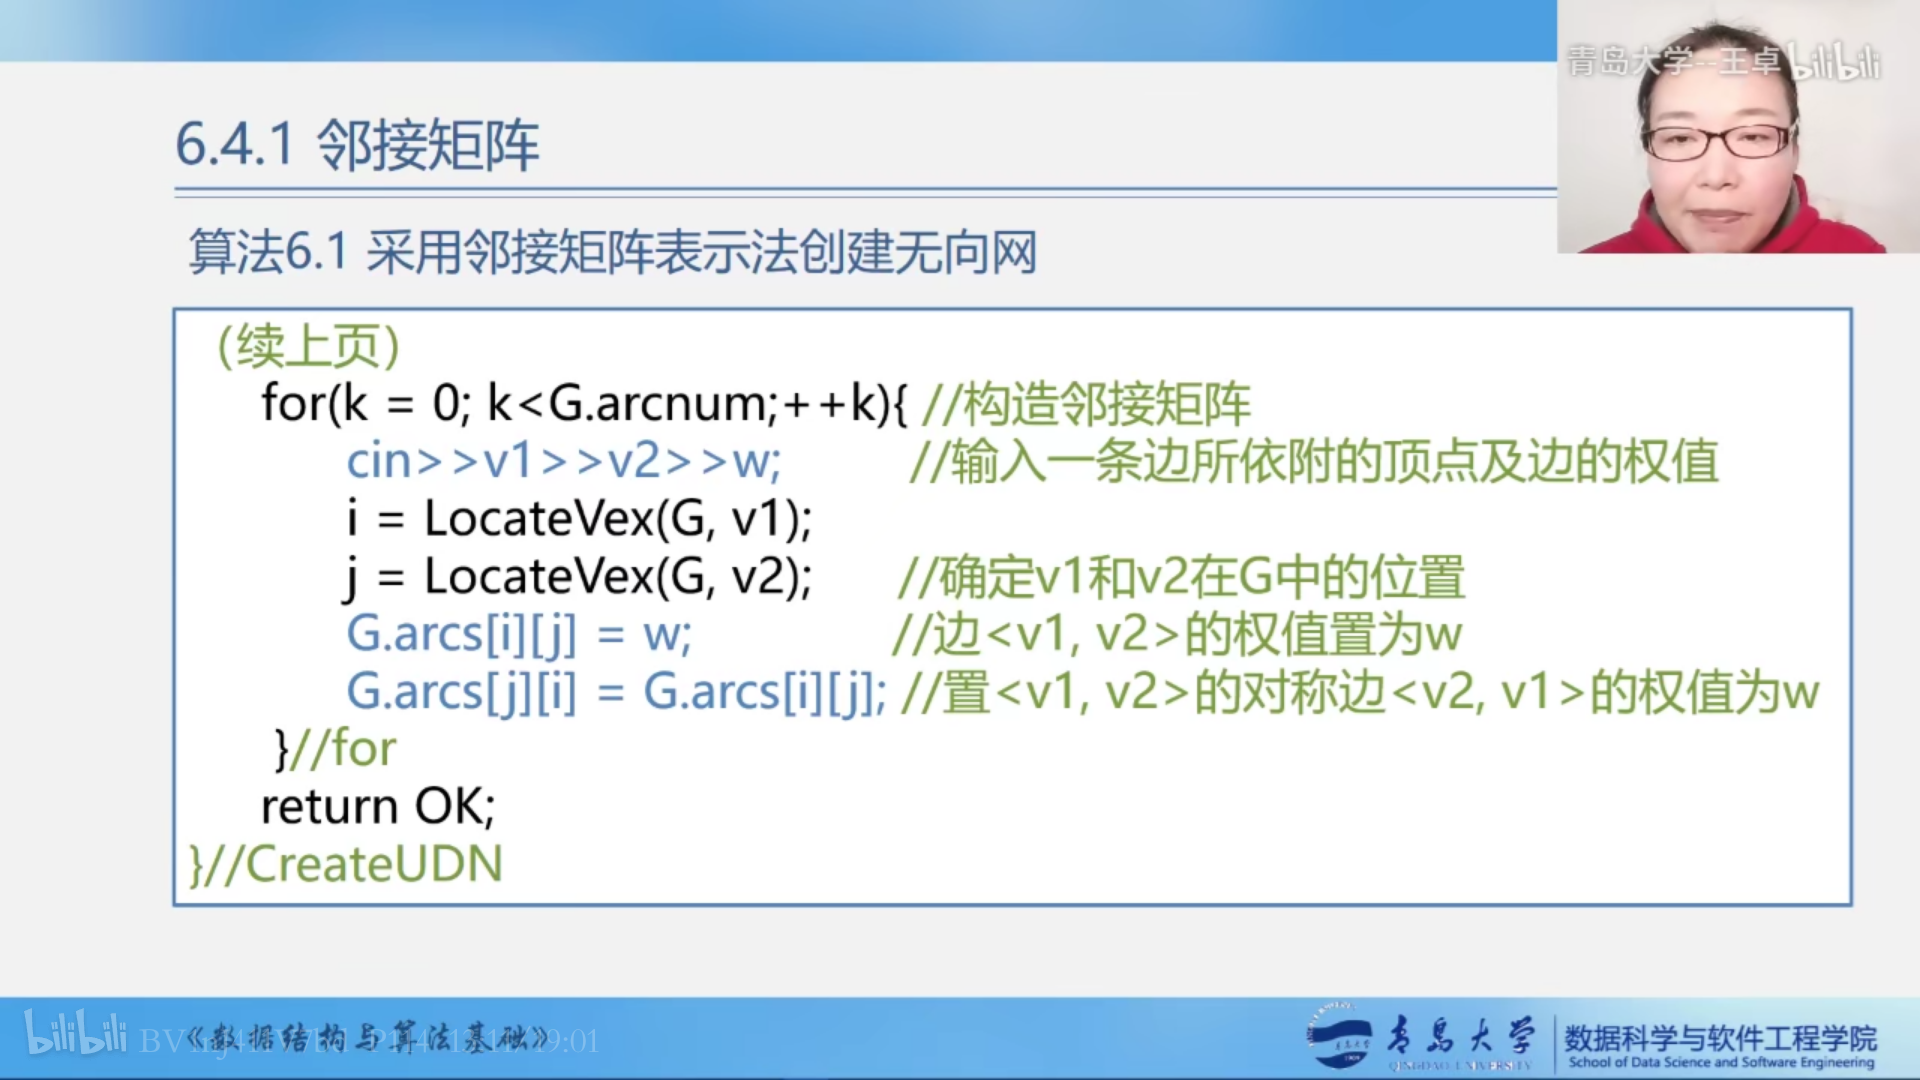 青岛大学--王卓 bilibili
6.4.1 邻接矩阵
算法6.1 采用邻接矩阵表示法创建无向网
(续上页)
for(k = 0; k<G.arcnum;++k){ //构造邻接矩阵
cin>>v1>>v2>>w; //输入一条边所依附的顶点及边的权值
i = LocateVex(G, v1);
j = LocateVex(G, v2); //确定v1和v2在G中的位置
G.arcs[i][j] = w; //边<v1, v2>的权值置为w
G.arcs[j][i] = G.arcs[i][j]; //置<v1, v2>的对称边<v2, v1>的权值为w
}//for
return OK;
}//CreateUDN
bilibili
《数据结构与算法基础》
青岛大学
QINGDAO UNIVERSITY
数据科学与软件工程学院
School of Data Science and Software Engineering